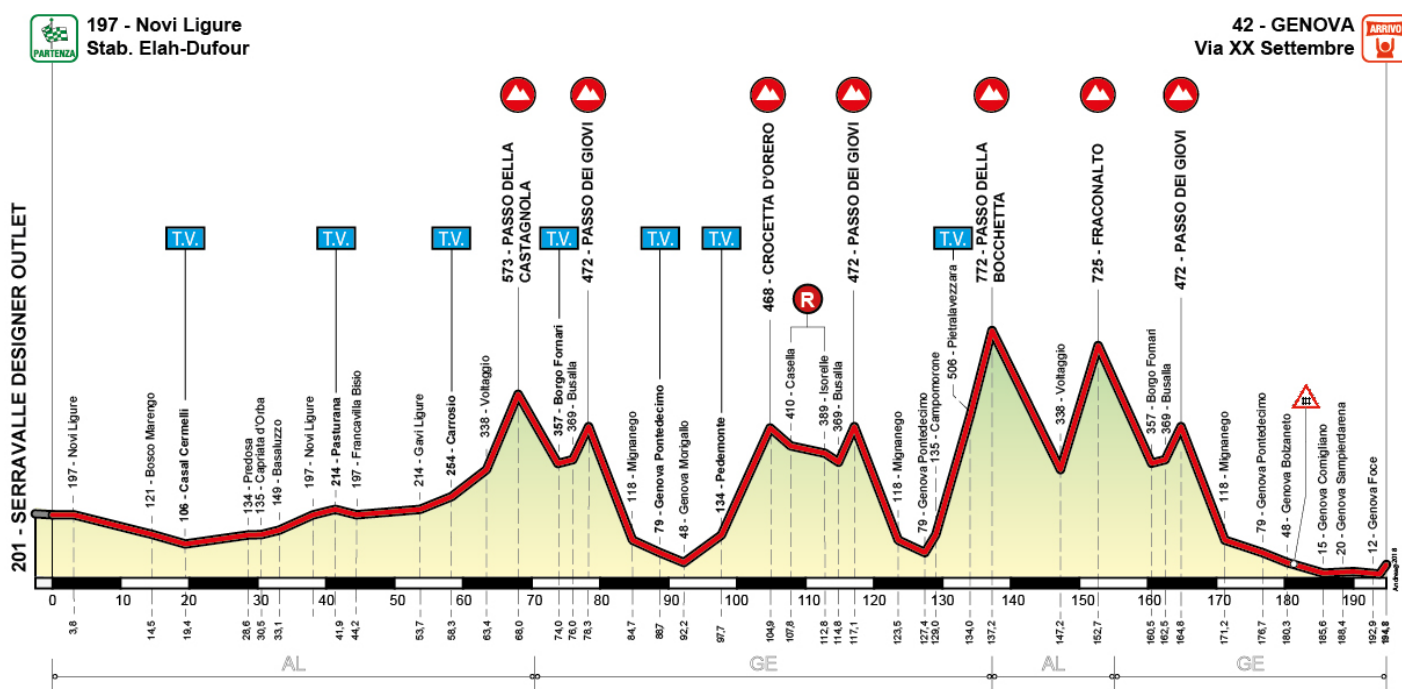 197 - Novi Ligure
Stab. Elah-Dufour
PARTENZA
42 - GENOVA
Via XX Settembre
ARRIVO
201 - SERRAVALLE DESIGNER OUTLET
T.V.
T.V.
T.V.
T.V.
T.V.
T.V.
T.V.
R
197 - Novi Ligure
121 - Bosco Marengo
106 - Casal Cermelli
134 - Predosa
135 - Capriata d'Orba
149 - Basaluzzo
197 - Novi Ligure
214 - Pasturana
197 - Francavilla Bisio
214 - Gavi Ligure
254 - Carrosio
338 - Voltaggio
573 - PASSO DELLA
CASTAGNOLA
357 - Borgo Fornari
369 - Busalla
472 - PASSO DEI GIOVI
118 - Mignanego
79 - Genova Pontedecimo
48 - Genova Morigallo
134 - Pedemonte
468 - CROCETTA D'ORERO
410 - Casella
389 - Isorelle
369 - Busalla
472 - PASSO DEI GIOVI
118 - Mignanego
79 - Genova Pontedecimo
135 - Campomorone
506 - Pietralavezzara
772 - PASSO DELLA
BOCCHETTA
338 - Voltaggio
725 - FRACONALTO
357 - Borgo Fornari
369 - Busalla
472 - PASSO DEI GIOVI
118 - Mignanego
79 - Genova Pontedecimo
48 - Genova Bolzaneto
15 - Genova Cornigliano
20 - Genova Sampierdarena
12 - Genova Foce
0 10 20 30 40 50 60 70 80 90 100 110 120 130 140 150 160 170 180 190
3,8 14,5 19,4 28,6 30,5 33,1 41,9 44,2 53,7 58,3 63,4 68,0 74,0 76,0 78,3 84,7 887 92,2 97,7 104,9 107,8 112,8 114,8 117,1 123,5 127,4 129,0 134,0 137,2 147,2 152,7 160,5 162,5 164,8 171,2 176,7 180,3 185,6 188,4 192,9
AL GE AL GE